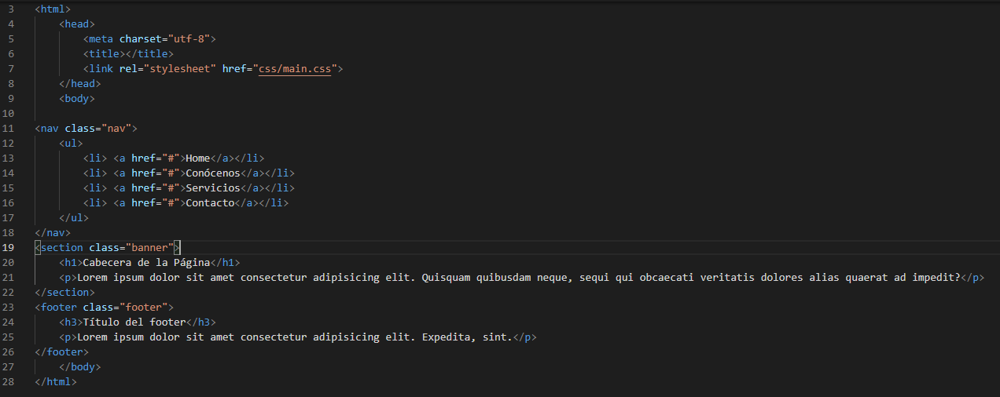 3 <html>
4 <head>
5 <meta charset="utf-8">
6 <title></title>
7 <link rel="stylesheet" href="css/main.css">
8 </head>
9 <body>
10
11 <nav class="nav">
12 <ul>
13 <li> <a href="#">Home</a></li>
14 <li> <a href="#">Conócenos</a></li>
15 <li> <a href="#">Servicios</a></li>
16 <li> <a href="#">Contacto</a></li>
17 </ul>
18 </nav>
19 <section class="banner">
20 <h1>Cabecera de la Página</h1>
21 <p>Lorem ipsum dolor sit amet consectetur adipisicing elit. Quisquam quibusdam neque, sequi qui obcaecati veritatis dolores alias quaerat ad impedit?</p>
22 </section>
23 <footer class="footer">
24 <h3>Título del footer</h3>
25 <p>Lorem ipsum dolor sit amet consectetur adipisicing elit. Expedita, sint.</p>
26 </footer>
27 </body>
28 </html>